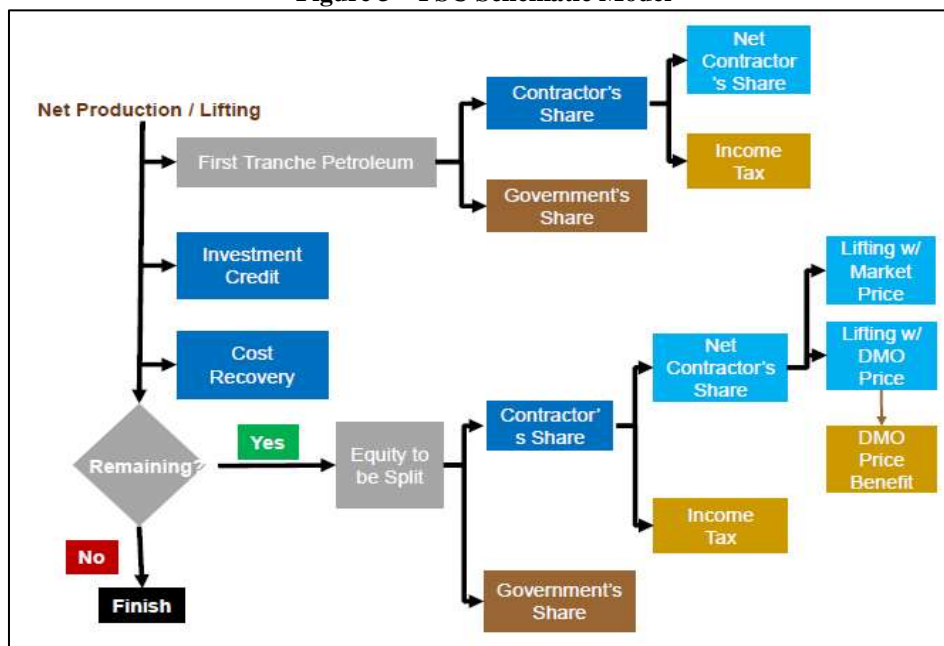 Net
Contractor
's Share
Net Production / Lifting
Contractor's
Share
First Tranche Petroleum
Income
Tax
Government's
Share
Investment
Credit
Lifting w/
Market
Price
Cost
Recovery
Net
Contractor's
Share
Lifting w/
DMO
Price
Contractor'
s Share
Yes
Remaining?
Equity to
be Split
DMO
Price
Benefit
Income
Tax
No
Government's
Share
Finish